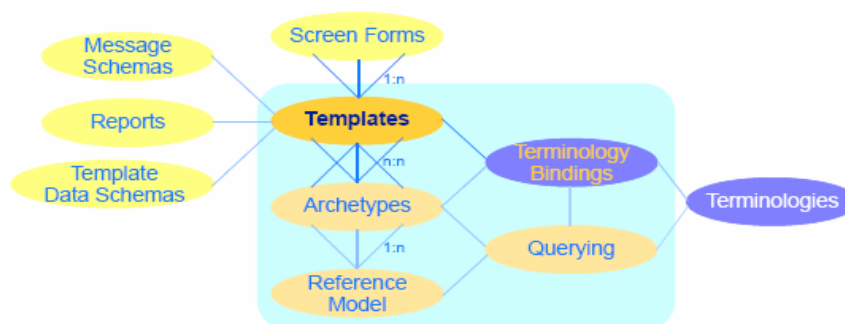 Screen Forms
Message
Schemas
1:n
Reports
Templates
Template
Data Schemas
n:n
Terminology
Bindings
Archetypes
Terminologies
1:n
Querying
Reference
Model